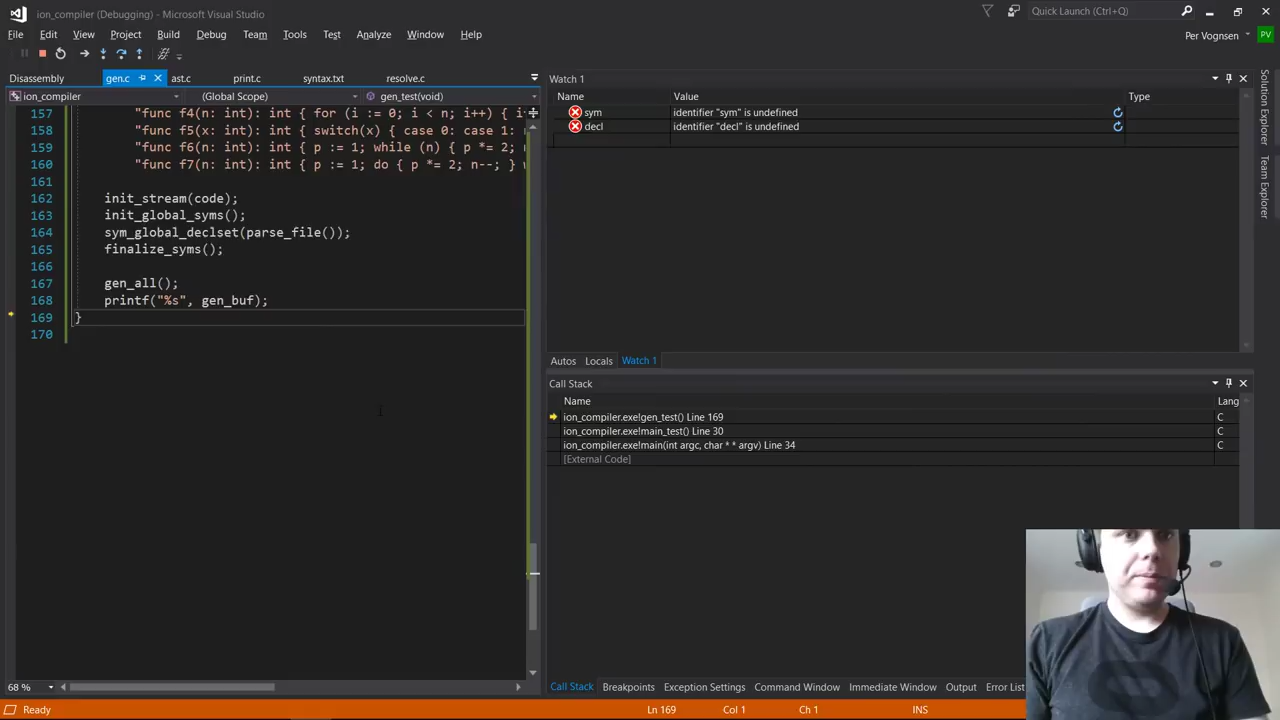 ion_compiler (Debugging) - Microsoft Visual Studio
Quick Launch (Ctrl+Q)
File Edit View Project Build Debug Team Tools Test Analyze Window Help
Per Vognsen PV
Disassembly gen.c ast.c print.c syntax.txt resolve.c
ion_compiler (Global Scope) gen_test(void)
157 "func f4(n: int): int { for (i := 0; i < n; i++) {
158 "func f5(x: int): int { switch(x) { case 0: case 1:
159 "func f6(n: int): int { p := 1; while (n) { p *= 2;
160 "func f7(n: int): int { p := 1; do { p *= 2; n--; }
161
162 init_stream(code);
163 init_global_syms();
164 sym_global_declset(parse_file());
165 finalize_syms();
166
167 gen_all();
168 printf("%s", gen_buf);
169 }
170
68 %
Watch 1
Name Value Type
sym identifier "sym" is undefined
decl identifier "decl" is undefined
Autos Locals Watch 1
Call Stack
Name Lang
ion_compiler.exe!gen_test() Line 169 C
ion_compiler.exe!main_test() Line 30 C
ion_compiler.exe!main(int argc, char * * argv) Line 34 C
[External Code]
Call Stack Breakpoints Exception Settings Command Window Immediate Window Output Error List
Solution Explorer
Team Explorer
Ready Ln 169 Col 1 Ch 1 INS